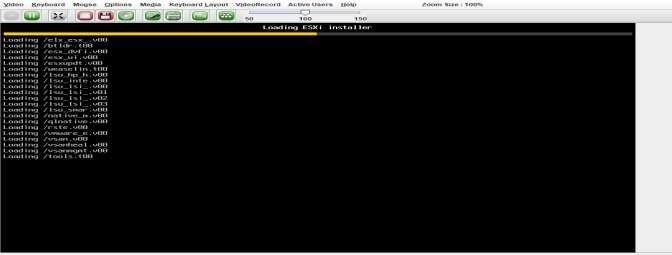 Video Keyboard Mouse Options Media Keyboard Layout VideoRecord Active Users Help Zoom Size : 100%
50 100 150
Loading ESXi installer
Loading /elx_esx_.v00
Loading /btldr.t00
Loading /esx_dvfi.v00
Loading /esx_ui.v00
Loading /esxupdt.v00
Loading /weaselin.t00
Loading /lsu_hp_h.v00
Loading /lsu_inte.v00
Loading /lsu_lsi_.v00
Loading /lsu_lsi_.v01
Loading /lsu_lsi_.v02
Loading /lsu_lsi_.v03
Loading /lsu_smar.v00
Loading /native_m.v00
Loading /qlnative.v00
Loading /rste.v00
Loading /vmware_e.v00
Loading /vsan.v00
Loading /vsanheal.v00
Loading /vsanmgmt.v00
Loading /tools.t00